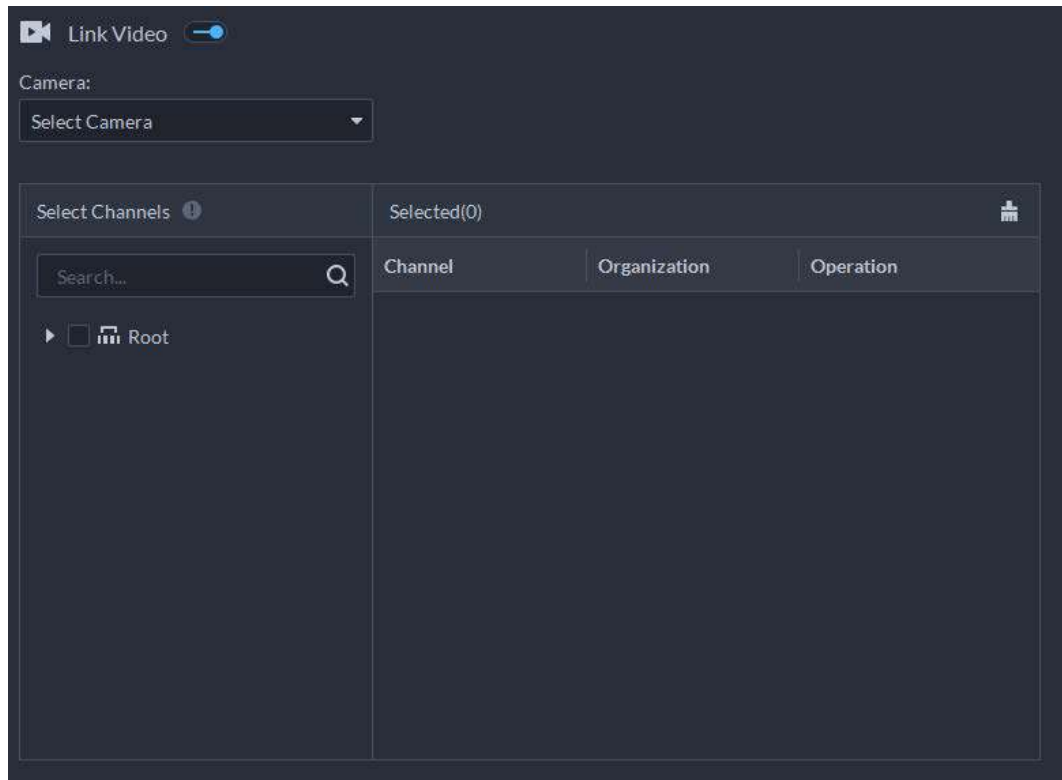 Link Video
Camera:
Select Camera
Select Channels
Selected(0)
Search...
Channel
Organization
Operation
Root